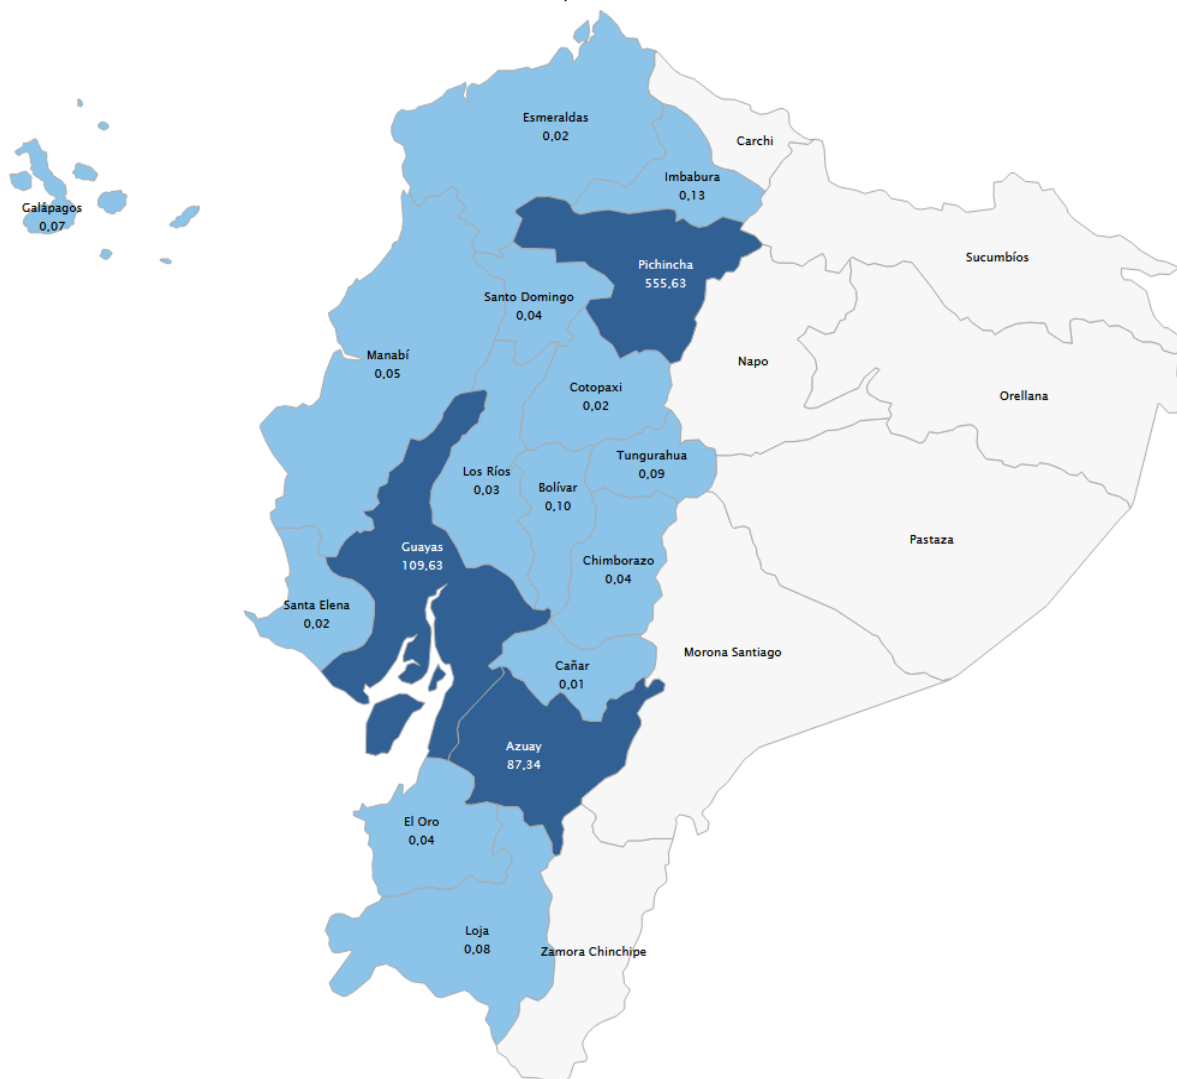 Esmeraldas
0,02
Carchi
Imbabura
0,13
Galápagos
0,07
Pichincha
555,63
Sucumbíos
Santo Domingo
0,04
Manabí
0,05
Napo
Cotopaxi
0,02
Orellana
Tungurahua
0,09
Los Ríos
0,03
Bolívar
0,10
Pastaza
Guayas
109,63
Chimborazo
0,04
Santa Elena
0,02
Morona Santiago
Cañar
0,01
Azuay
87,34
El Oro
0,04
Loja
0,08
Zamora Chinchipe